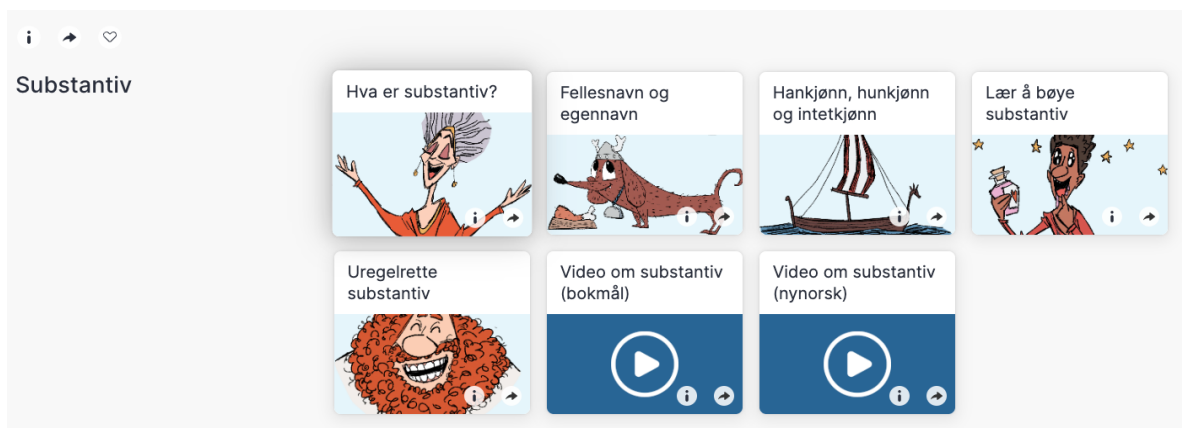 Substantiv
Hva er substantiv?
Fellesnavn og
egennavn
Hankjønn, hunkjønn
og intetkjønn
Lær å bøye
substantiv
Uregelrette
substantiv
Video om substantiv
(bokmål)
Video om substantiv
(nynorsk)